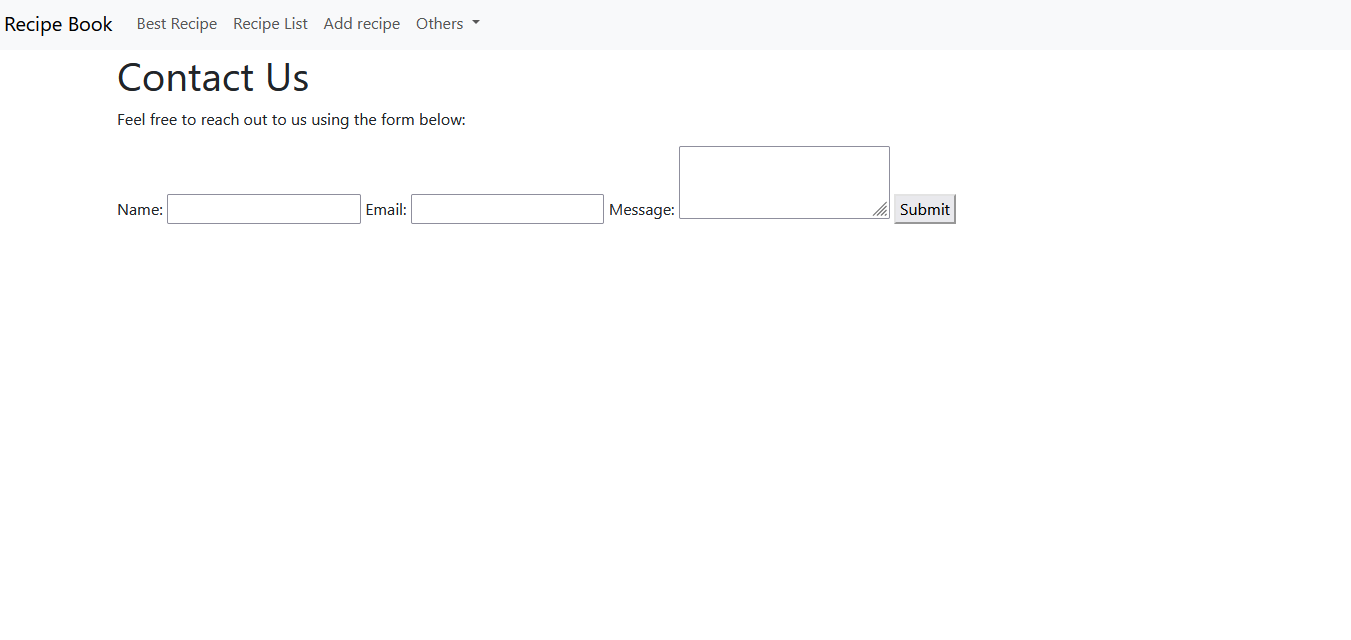 Recipe Book Best Recipe Recipe List Add recipe Others
Contact Us
Feel free to reach out to us using the form below:
Name: Email: Message: Submit